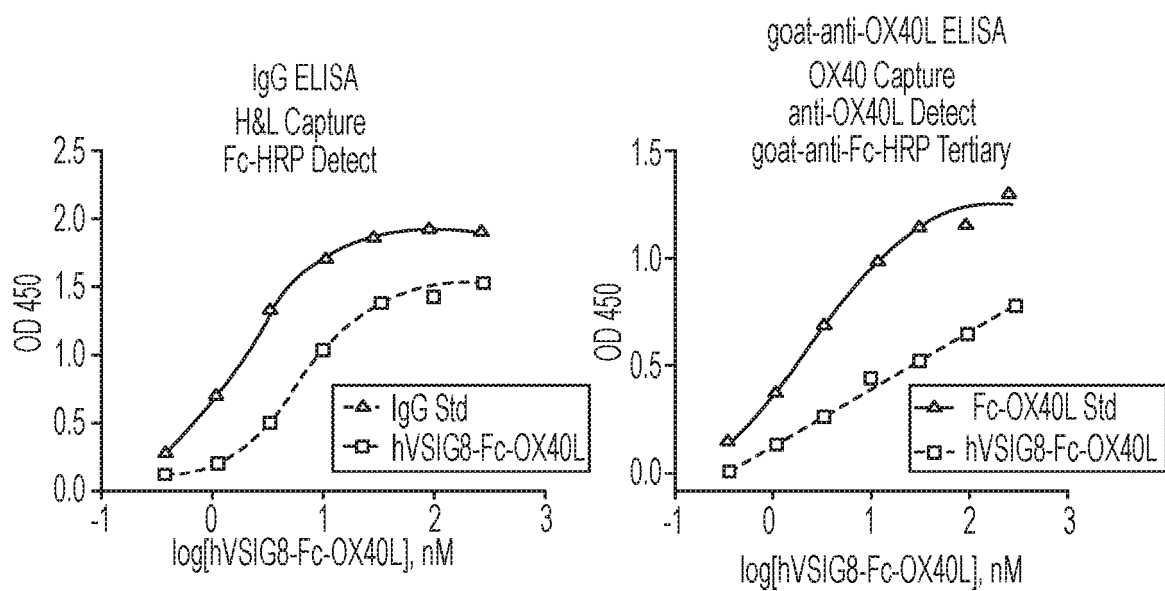 IgG ELISA
H&L Capture
Fc-HRP Detect
2.5
2.0
1.5
1.0
0.5
0.0
OD 450
-1
0
1
2
3
log[hVSIG8-Fc-OX40L], nM
IgG Std
hVSIG8-Fc-OX40L
goat-anti-OX40L ELISA
OX40 Capture
anti-OX40L Detect
goat-anti-Fc-HRP Tertiary
1.5
1.0
0.5
0.0
OD 450
-1
0
1
2
3
log[hVSIG8-Fc-OX40L], nM
Fc-OX40L Std
hVSIG8-Fc-OX40L